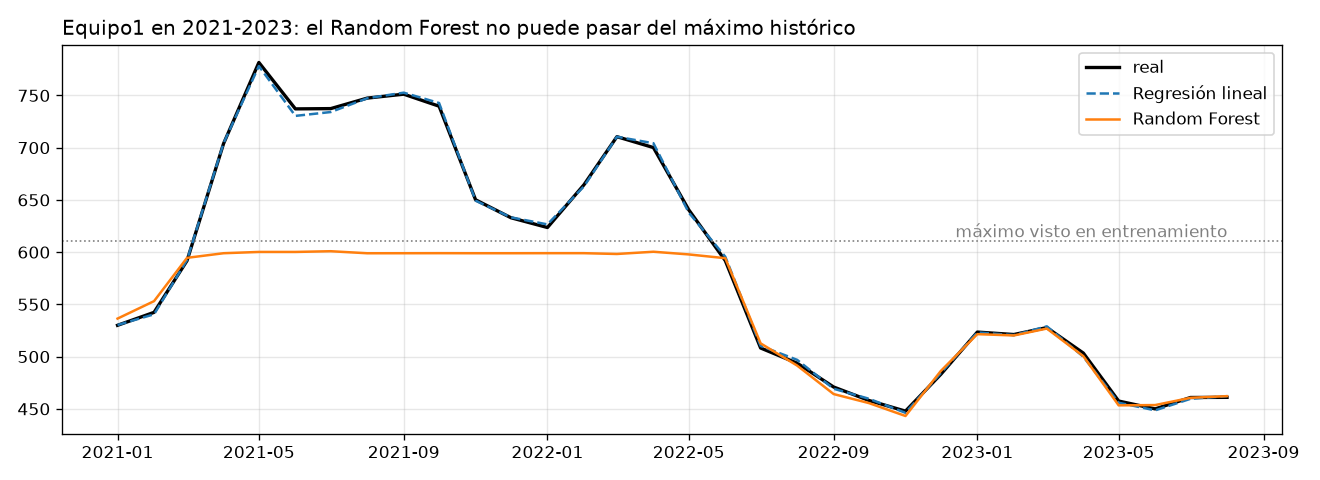 Equipo1 en 2021-2023: el Random Forest no puede pasar del máximo histórico
real
Regresión lineal
Random Forest
máximo visto en entrenamiento
750
700
650
600
550
500
450
2021-01 2021-05 2021-09 2022-01 2022-05 2022-09 2023-01 2023-05 2023-09